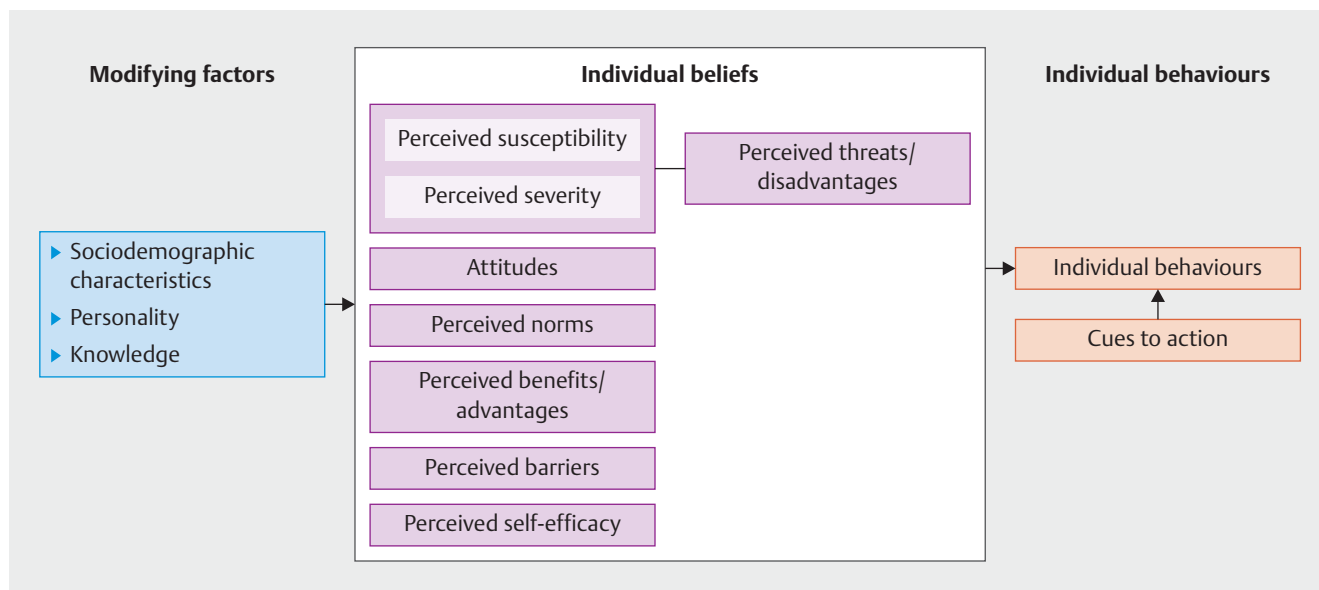 Modifying factors
Individual beliefs
Individual behaviours
Perceived susceptibility
Perceived severity
Perceived threats/
disadvantages
Sociodemographic
characteristics
Personality
Knowledge
Attitudes
Perceived norms
Perceived benefits/
advantages
Perceived barriers
Perceived self-efficacy
Individual behaviours
Cues to action